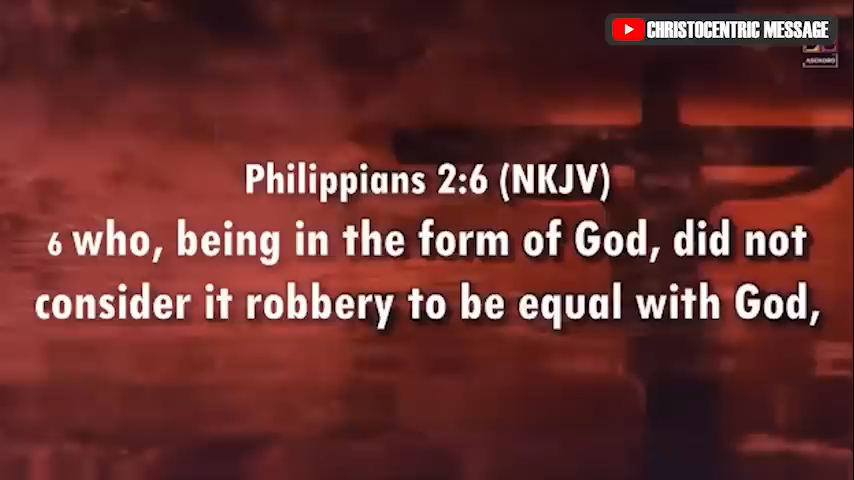 CHRISTOCENTRIC MESSAGE
ASOKORO
Philippians 2:6 (NKJV)
6 who, being in the form of God, did not
consider it robbery to be equal with God,